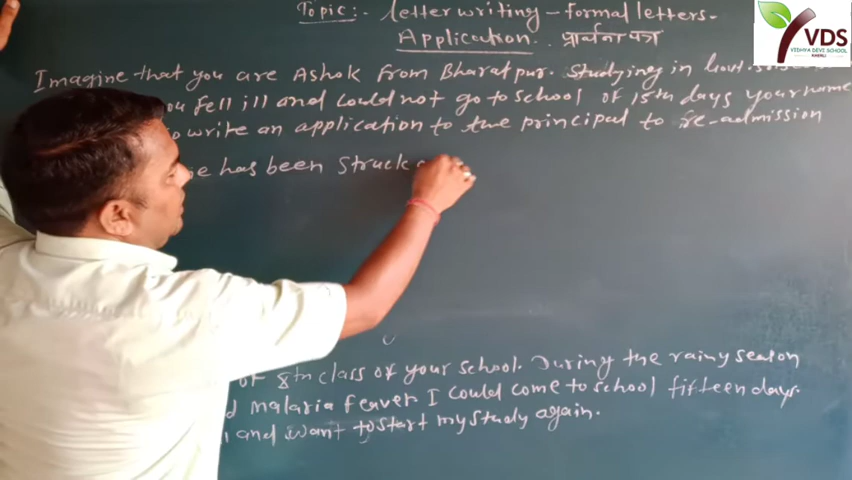 Topic:- letter writing - formal letters-
Application.. प्रार्थना पत्र
VDS
VIDHYA DEVI SCHOOL
Imagine that you are Ashok from Bharatpur. Studying in Govt.
fell ill and could not go to school of 15th days your name
write an application to the principal to re-admission
has been struck
of 8th class of your school. During the rainy season
malaria feaver I could come to school fifteen days.
and want to start my study again.